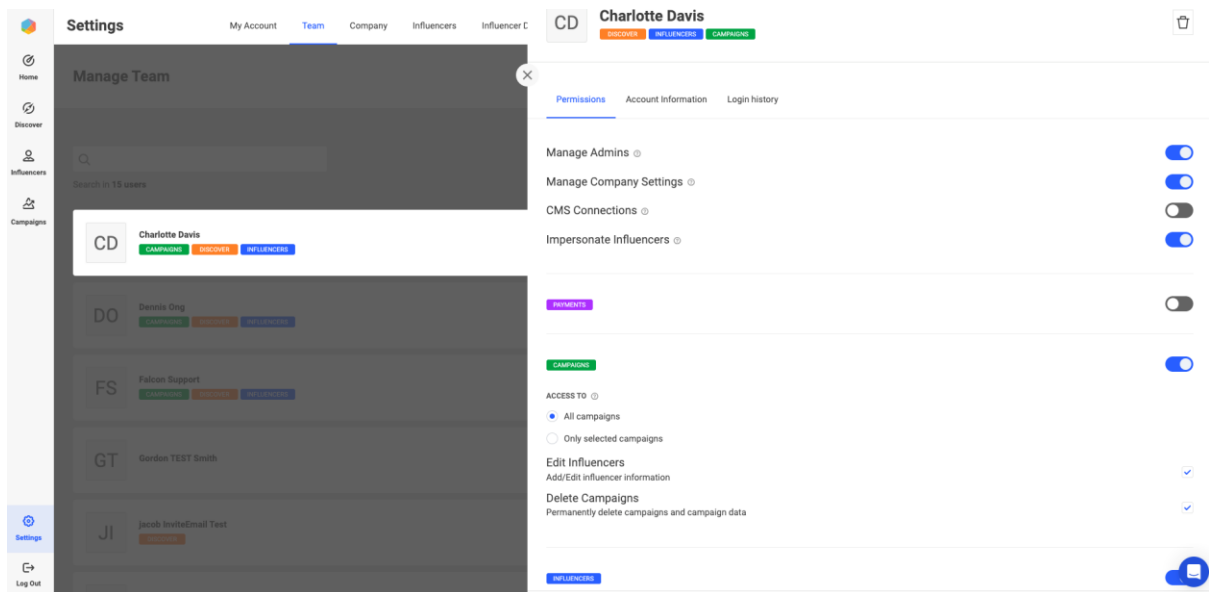 Settings
My Account Team Company Influencers Influencer D
Home
Discover
Influencers
Campaigns
Settings
Log Out
Manage Team
Search in 15 users
CD
Charlotte Davis
CAMPAIGNS DISCOVER INFLUENCERS
DO
Dennis Ong
CAMPAIGNS DISCOVER INFLUENCERS
FS
Falcon Support
CAMPAIGNS DISCOVER INFLUENCERS
GT
Gordon TEST Smith
JI
jacob InviteEmail Test
DISCOVER
CD
Charlotte Davis
DISCOVER INFLUENCERS CAMPAIGNS
Permissions Account Information Login history
Manage Admins
Manage Company Settings
CMS Connections
Impersonate Influencers
PAYMENTS
CAMPAIGNS
ACCESS TO
All campaigns
Only selected campaigns
Edit Influencers
Add/Edit influencer information
Delete Campaigns
Permanently delete campaigns and campaign data
INFLUENCERS